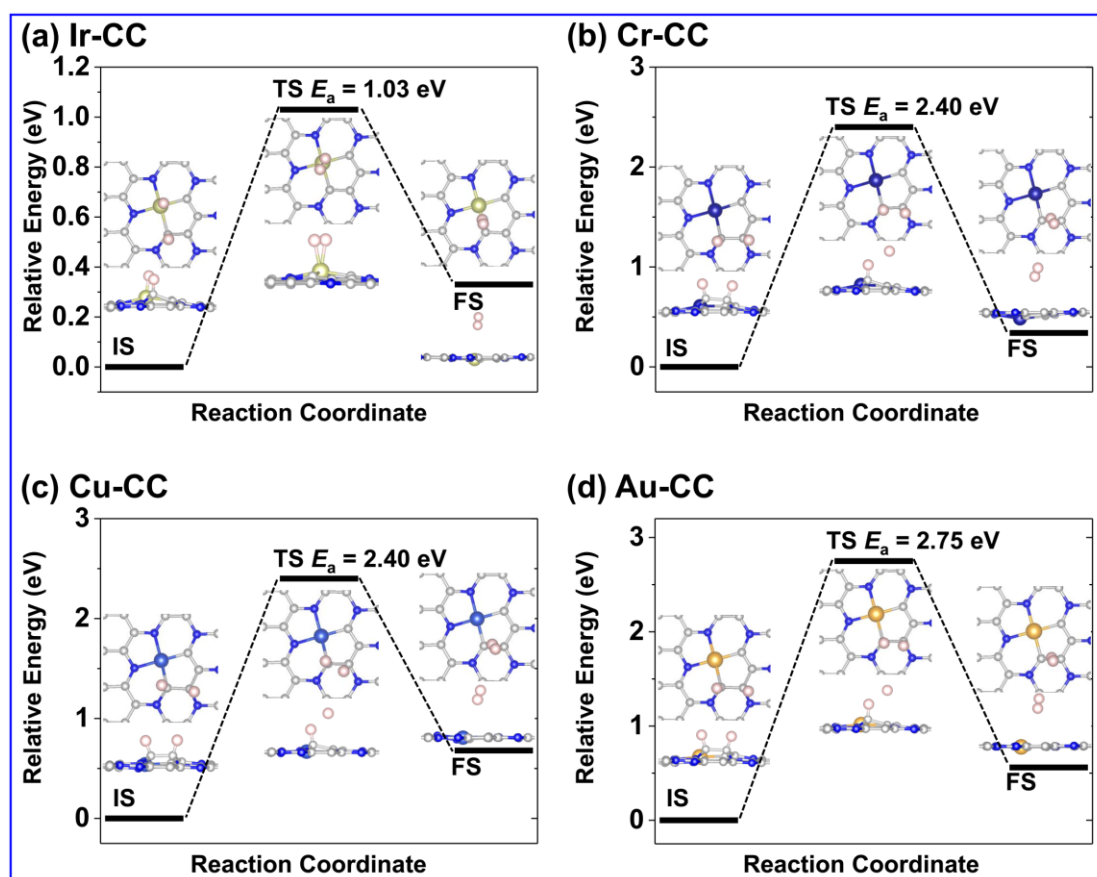 (a) Ir-CC
1.2
1.0
0.8
0.6
0.4
0.2
0.0
Relative Energy (eV)
TS Ea = 1.03 eV
IS
FS
Reaction Coordinate
(b) Cr-CC
3
2
1
0
Relative Energy (eV)
TS Ea = 2.40 eV
IS
FS
Reaction Coordinate
(c) Cu-CC
3
2
1
0
Relative Energy (eV)
TS Ea = 2.40 eV
IS
FS
Reaction Coordinate
(d) Au-CC
3
2
1
0
Relative Energy (eV)
TS Ea = 2.75 eV
IS
FS
Reaction Coordinate